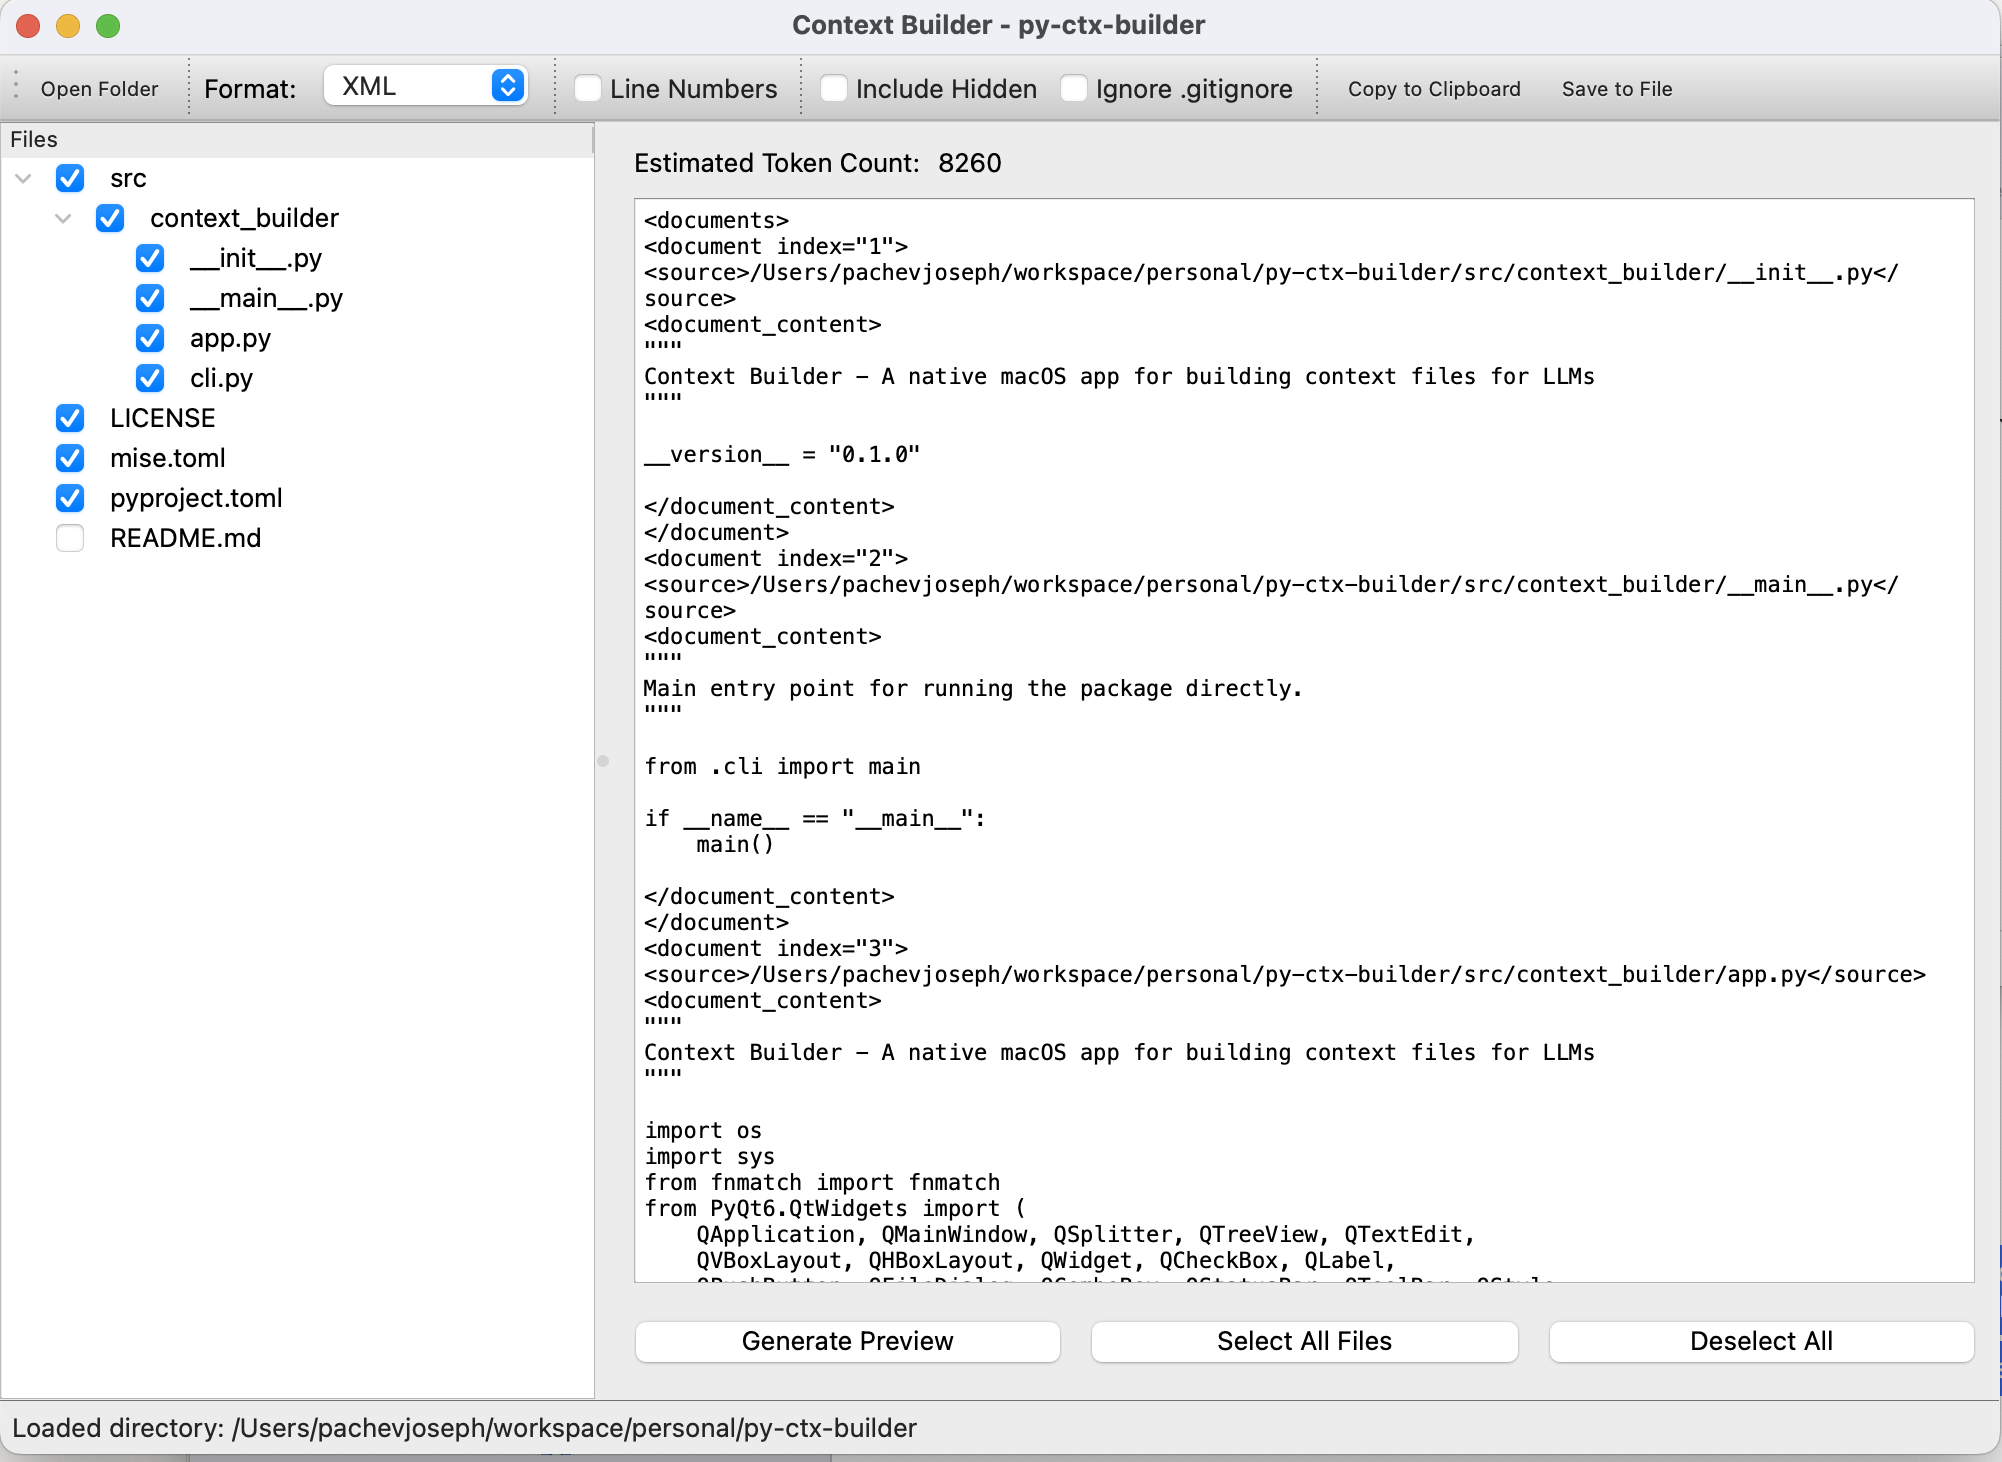 Context Builder - py-ctx-builder
Open Folder
Format:
XML
Line Numbers
Include Hidden
Ignore .gitignore
Copy to Clipboard
Save to File
Files
src
context_builder
__init__.py
__main__.py
app.py
cli.py
LICENSE
mise.toml
pyproject.toml
README.md
Estimated Token Count: 8260
<documents>
<document index="1">
<source>/Users/pachevjoseph/workspace/personal/py-ctx-builder/src/context_builder/__init__.py</
source>
<document_content>
"""
Context Builder – A native macOS app for building context files for LLMs
"""
__version__ = "0.1.0"
</document_content>
</document>
<document index="2">
<source>/Users/pachevjoseph/workspace/personal/py-ctx-builder/src/context_builder/__main__.py</
source>
<document_content>
"""
Main entry point for running the package directly.
"""
from .cli import main
if __name__ == "__main__":
    main()
</document_content>
</document>
<document index="3">
<source>/Users/pachevjoseph/workspace/personal/py-ctx-builder/src/context_builder/app.py</source>
<document_content>
"""
Context Builder – A native macOS app for building context files for LLMs
"""
import os
import sys
from fnmatch import fnmatch
from PyQt6.QtWidgets import (
    QApplication, QMainWindow, QSplitter, QTreeView, QTextEdit,
    QVBoxLayout, QHBoxLayout, QWidget, QCheckBox, QLabel,
    QPushButton, QFileDialog, QComboBox, QStatusBar, QToolBar, QStyle
Generate Preview
Select All Files
Deselect All
Loaded directory: /Users/pachevjoseph/workspace/personal/py-ctx-builder